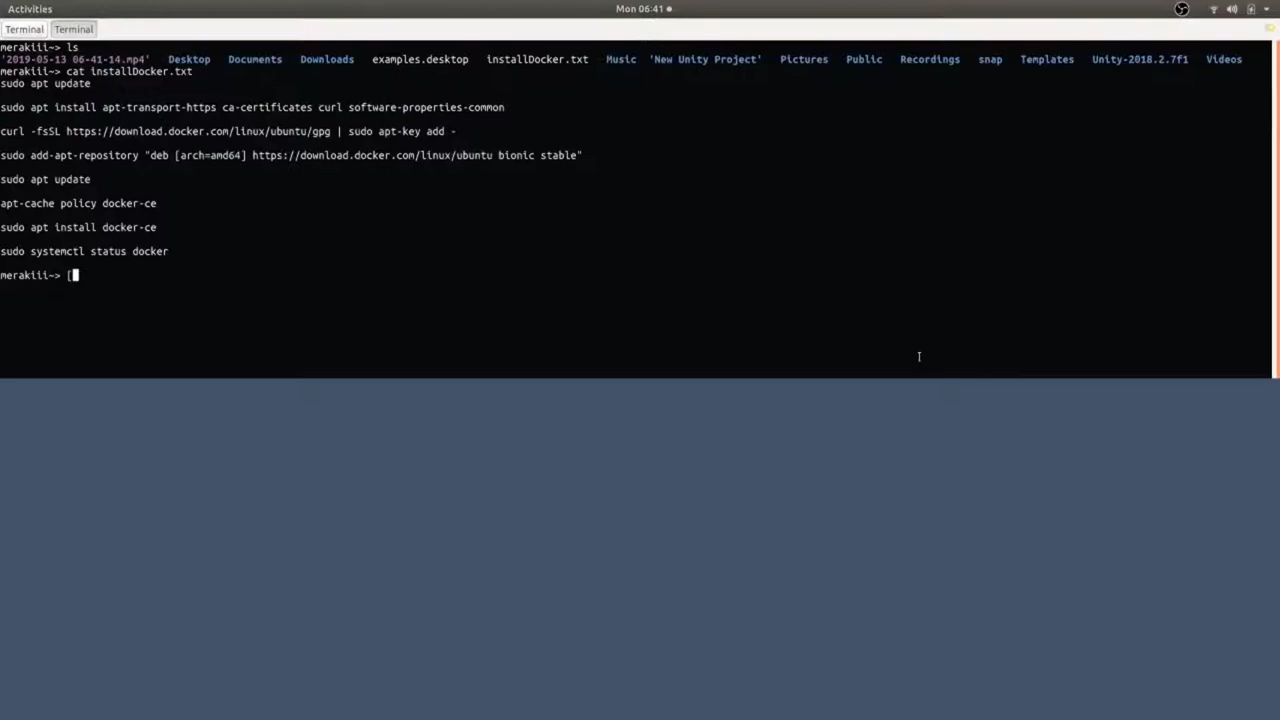 Activities
Mon 06:41
Terminal
Terminal
merakiii~> ls
'2019-05-13 06-41-14.mp4' Desktop Documents Downloads examples.desktop installDocker.txt Music 'New Unity Project' Pictures Public Recordings snap Templates Unity-2018.2.7f1 Videos
merakiii~> cat installDocker.txt
sudo apt update
sudo apt install apt-transport-https ca-certificates curl software-properties-common
curl -fsSL https://download.docker.com/linux/ubuntu/gpg | sudo apt-key add -
sudo add-apt-repository "deb [arch=amd64] https://download.docker.com/linux/ubuntu bionic stable"
sudo apt update
apt-cache policy docker-ce
sudo apt install docker-ce
sudo systemctl status docker
merakiii~> [